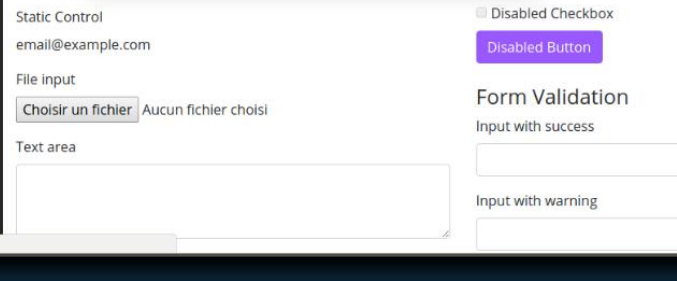 Static Control
email@example.com
File input
Choisir un fichier Aucun fichier choisi
Text area
Disabled Checkbox
Disabled Button
Form Validation
Input with success
Input with warning